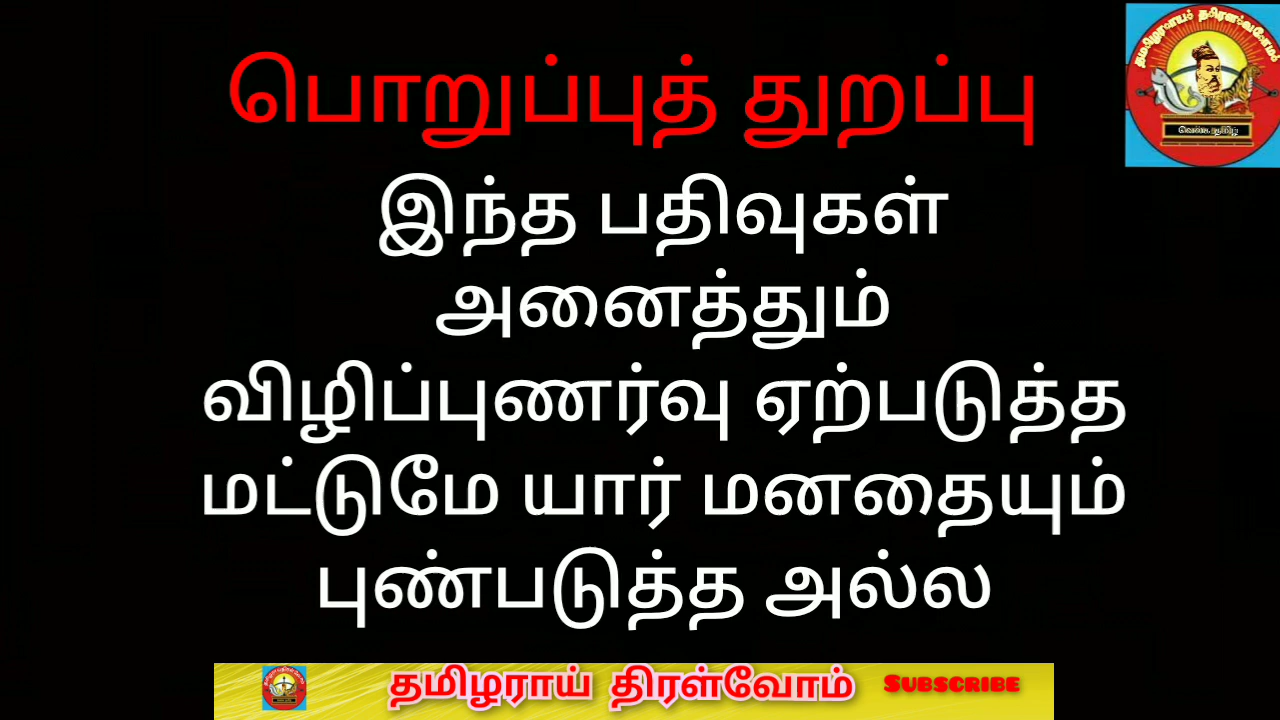 பொறுப்புத் துறப்பு
இந்த பதிவுகள்
அனைத்தும்
விழிப்புணர்வு ஏற்படுத்த
மட்டுமே யார் மனதையும்
புண்படுத்த அல்ல
தமிழராய் திரள்வோம் SUBSCRIBE